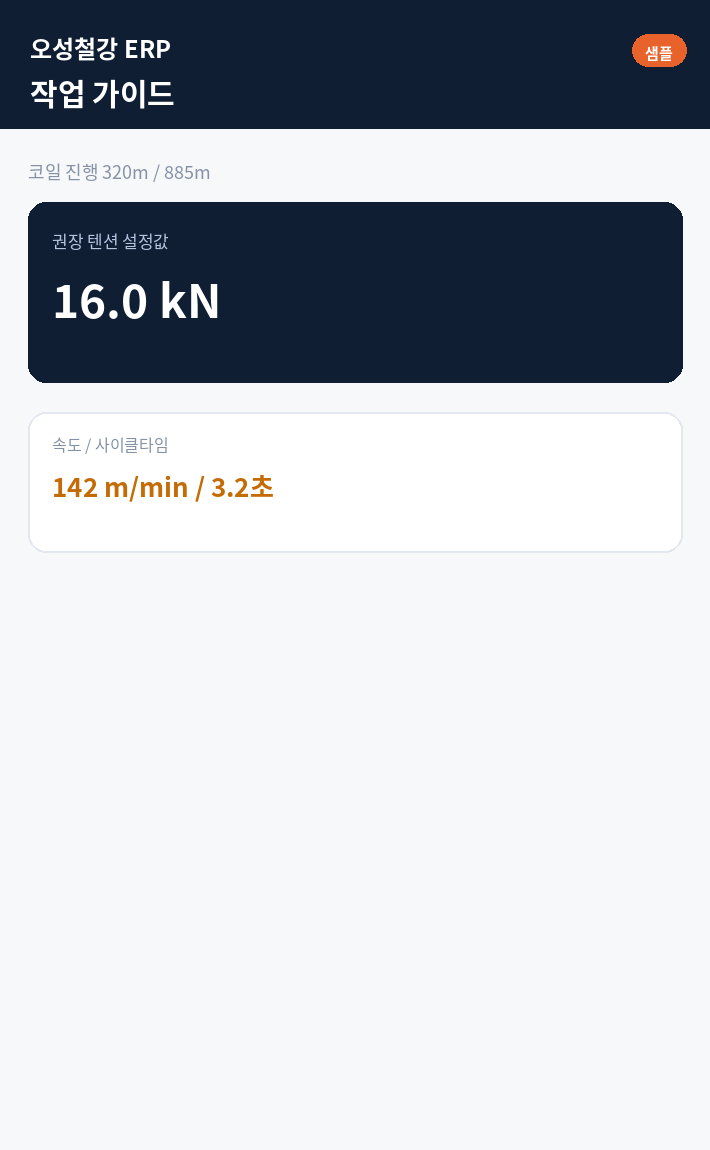 오성철강 ERP
샘플
작업 가이드
코일 진행 320m / 885m
권장 텐션 설정값
16.0 kN
속도 / 사이클타임
142 m/min / 3.2초